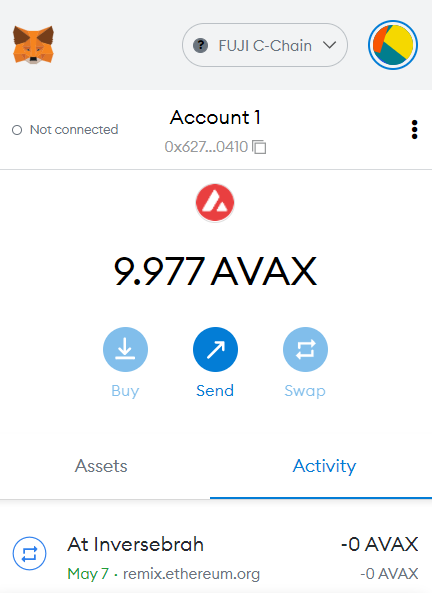 FUJI C-Chain
Not connected
Account 1
0x627...0410
9.977 AVAX
Buy
Send
Swap
Assets
Activity
At Inversebrah
-0 AVAX
May 7 · remix.ethereum.org
-0 AVAX